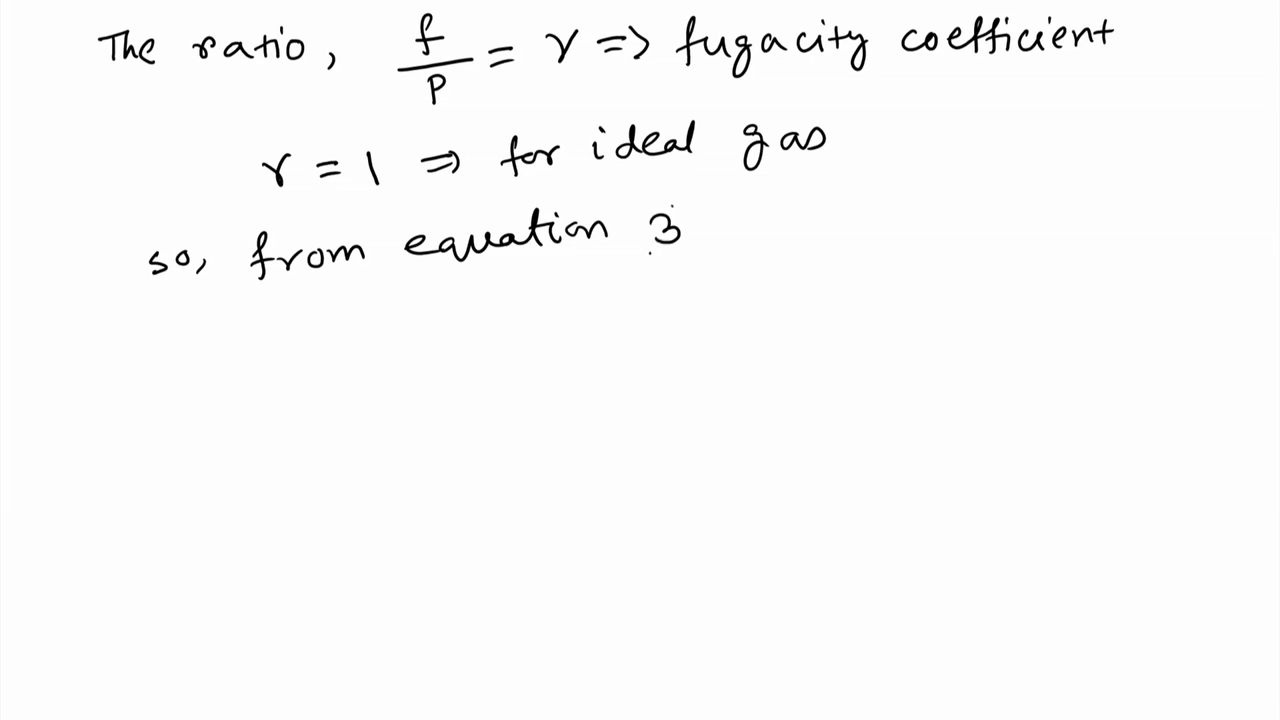 The ratio, f/P = γ => fugacity coefficient
γ = 1 => for ideal gas
so, from equation 3